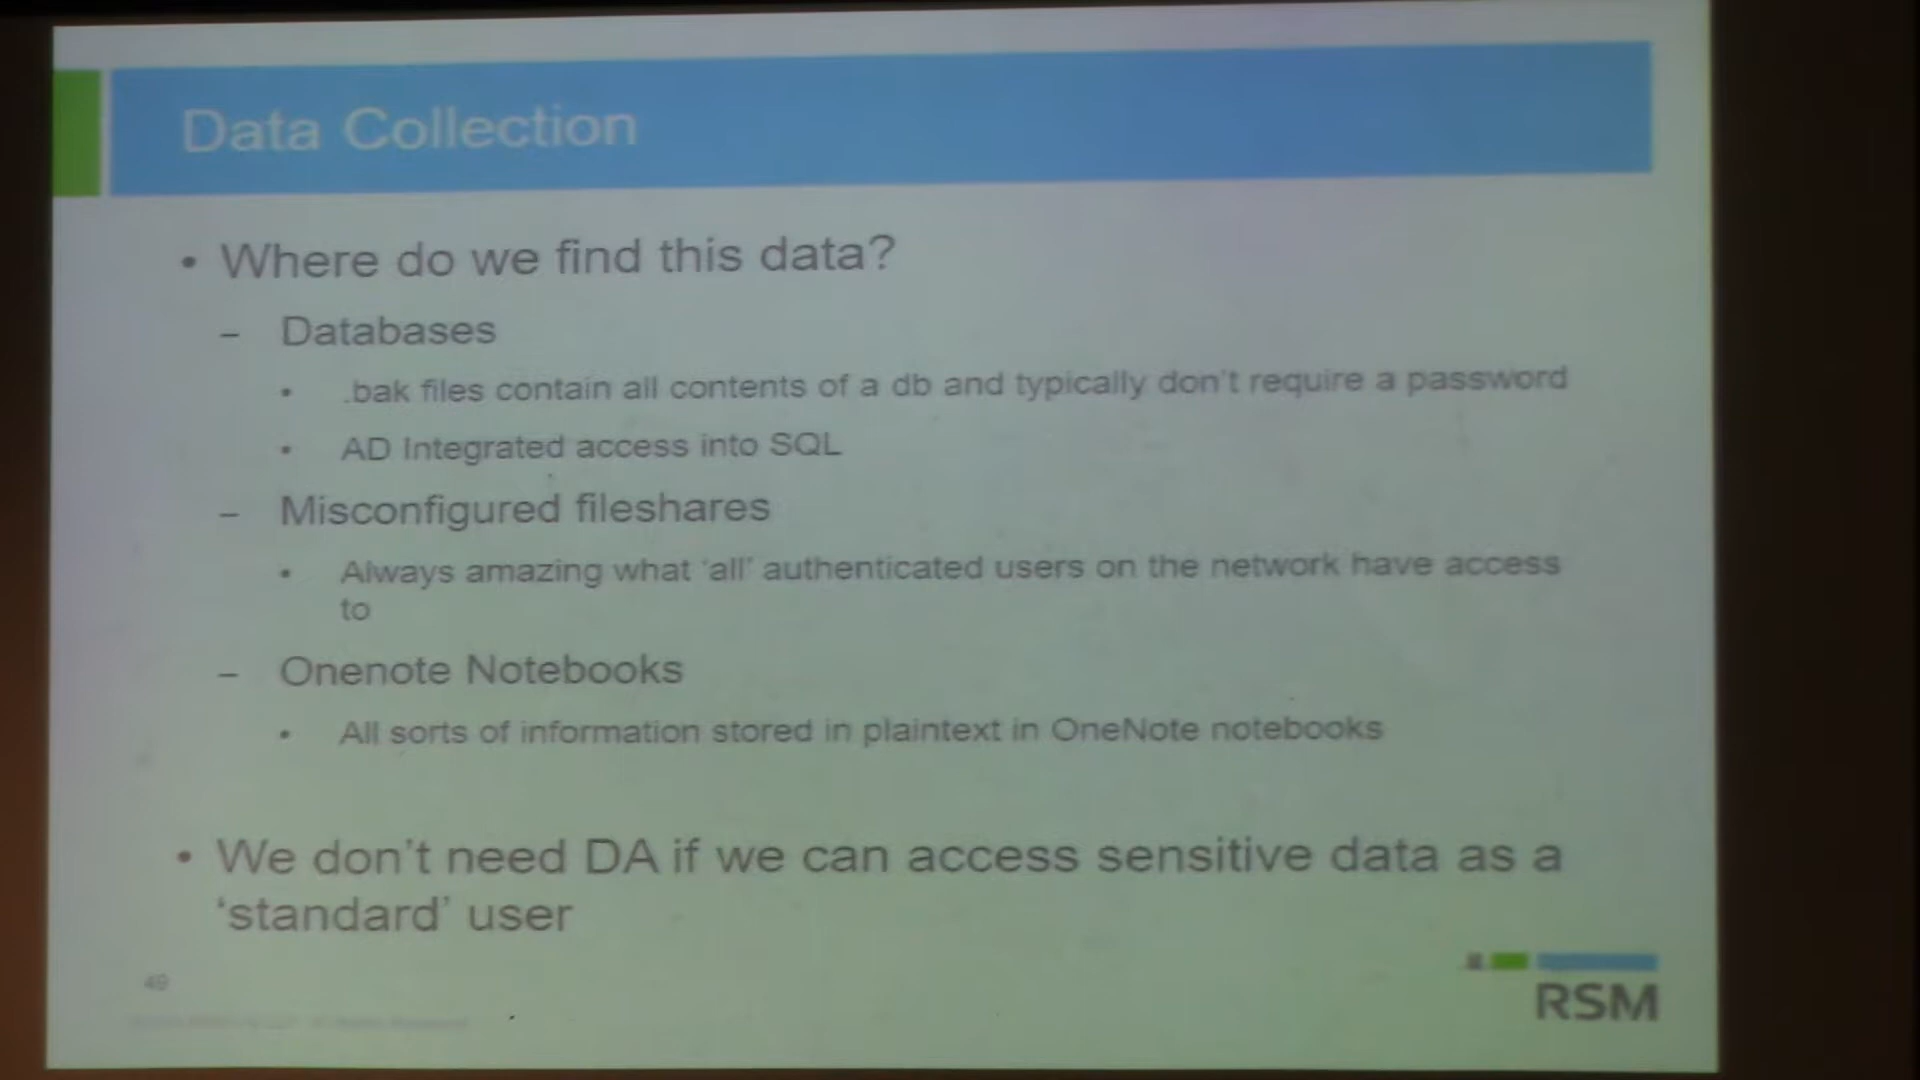 Data Collection
• Where do we find this data?
– Databases
• .bak files contain all contents of a db and typically don't require a password
• AD Integrated access into SQL
– Misconfigured fileshares
• Always amazing what 'all' authenticated users on the network have access
to
– Onenote Notebooks
• All sorts of information stored in plaintext in OneNote notebooks
• We don't need DA if we can access sensitive data as a
'standard' user
49
RSM